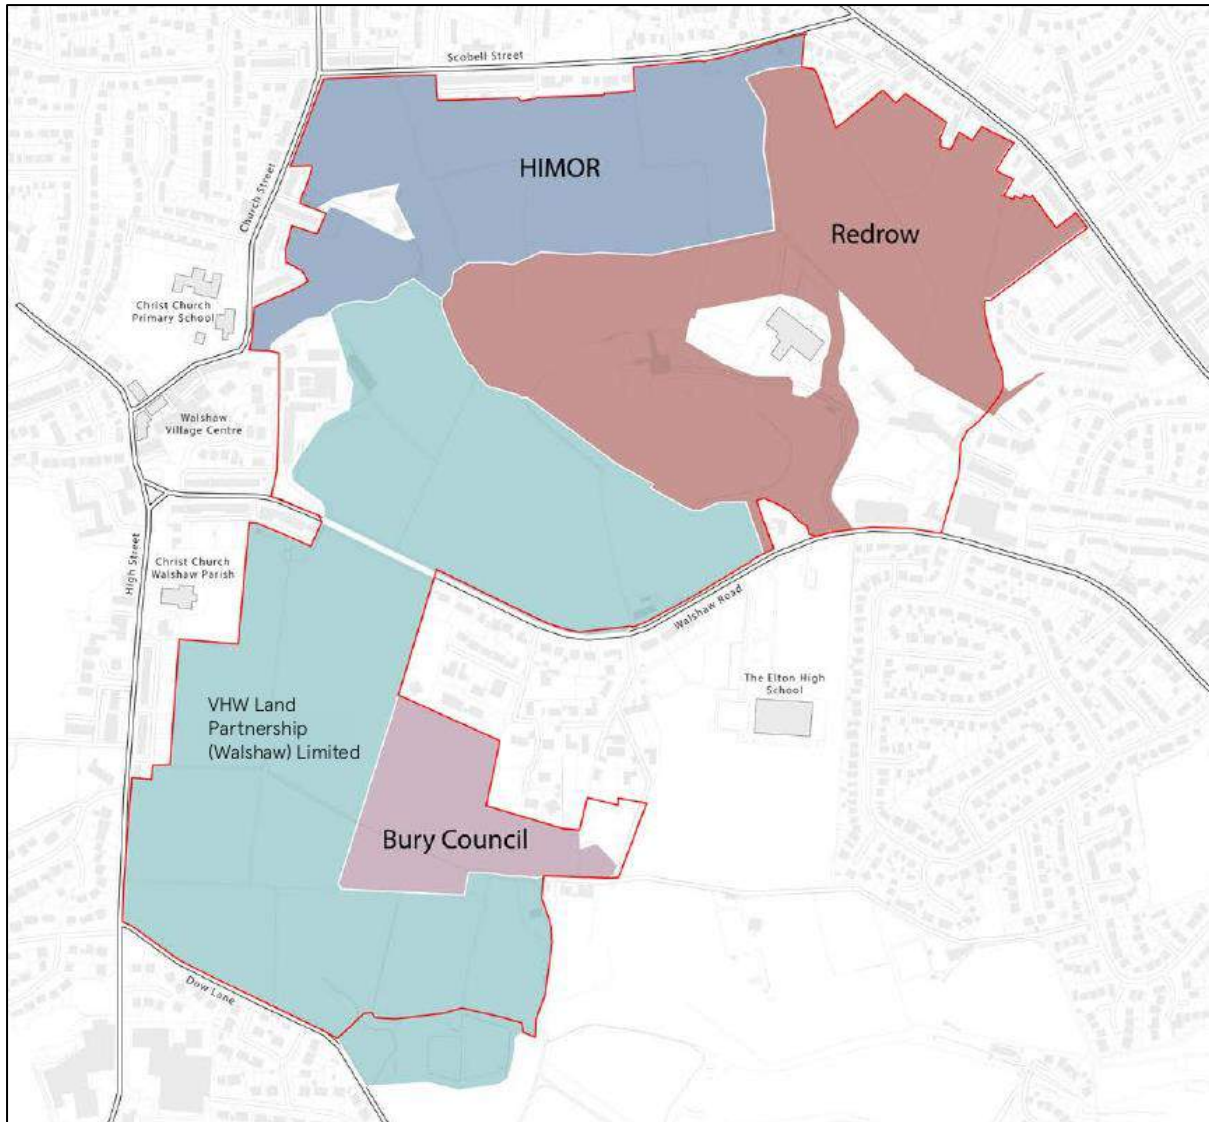 Scobell Street
HIMOR
Church Street
Redrow
Christ Church
Primary School
Walshaw
Village Centre
High Street
Christ Church
Walshaw Parish
Walshaw Road
The Elton High
School
VHW Land
Partnership
(Walshaw) Limited
Bury Council
Dow Lane